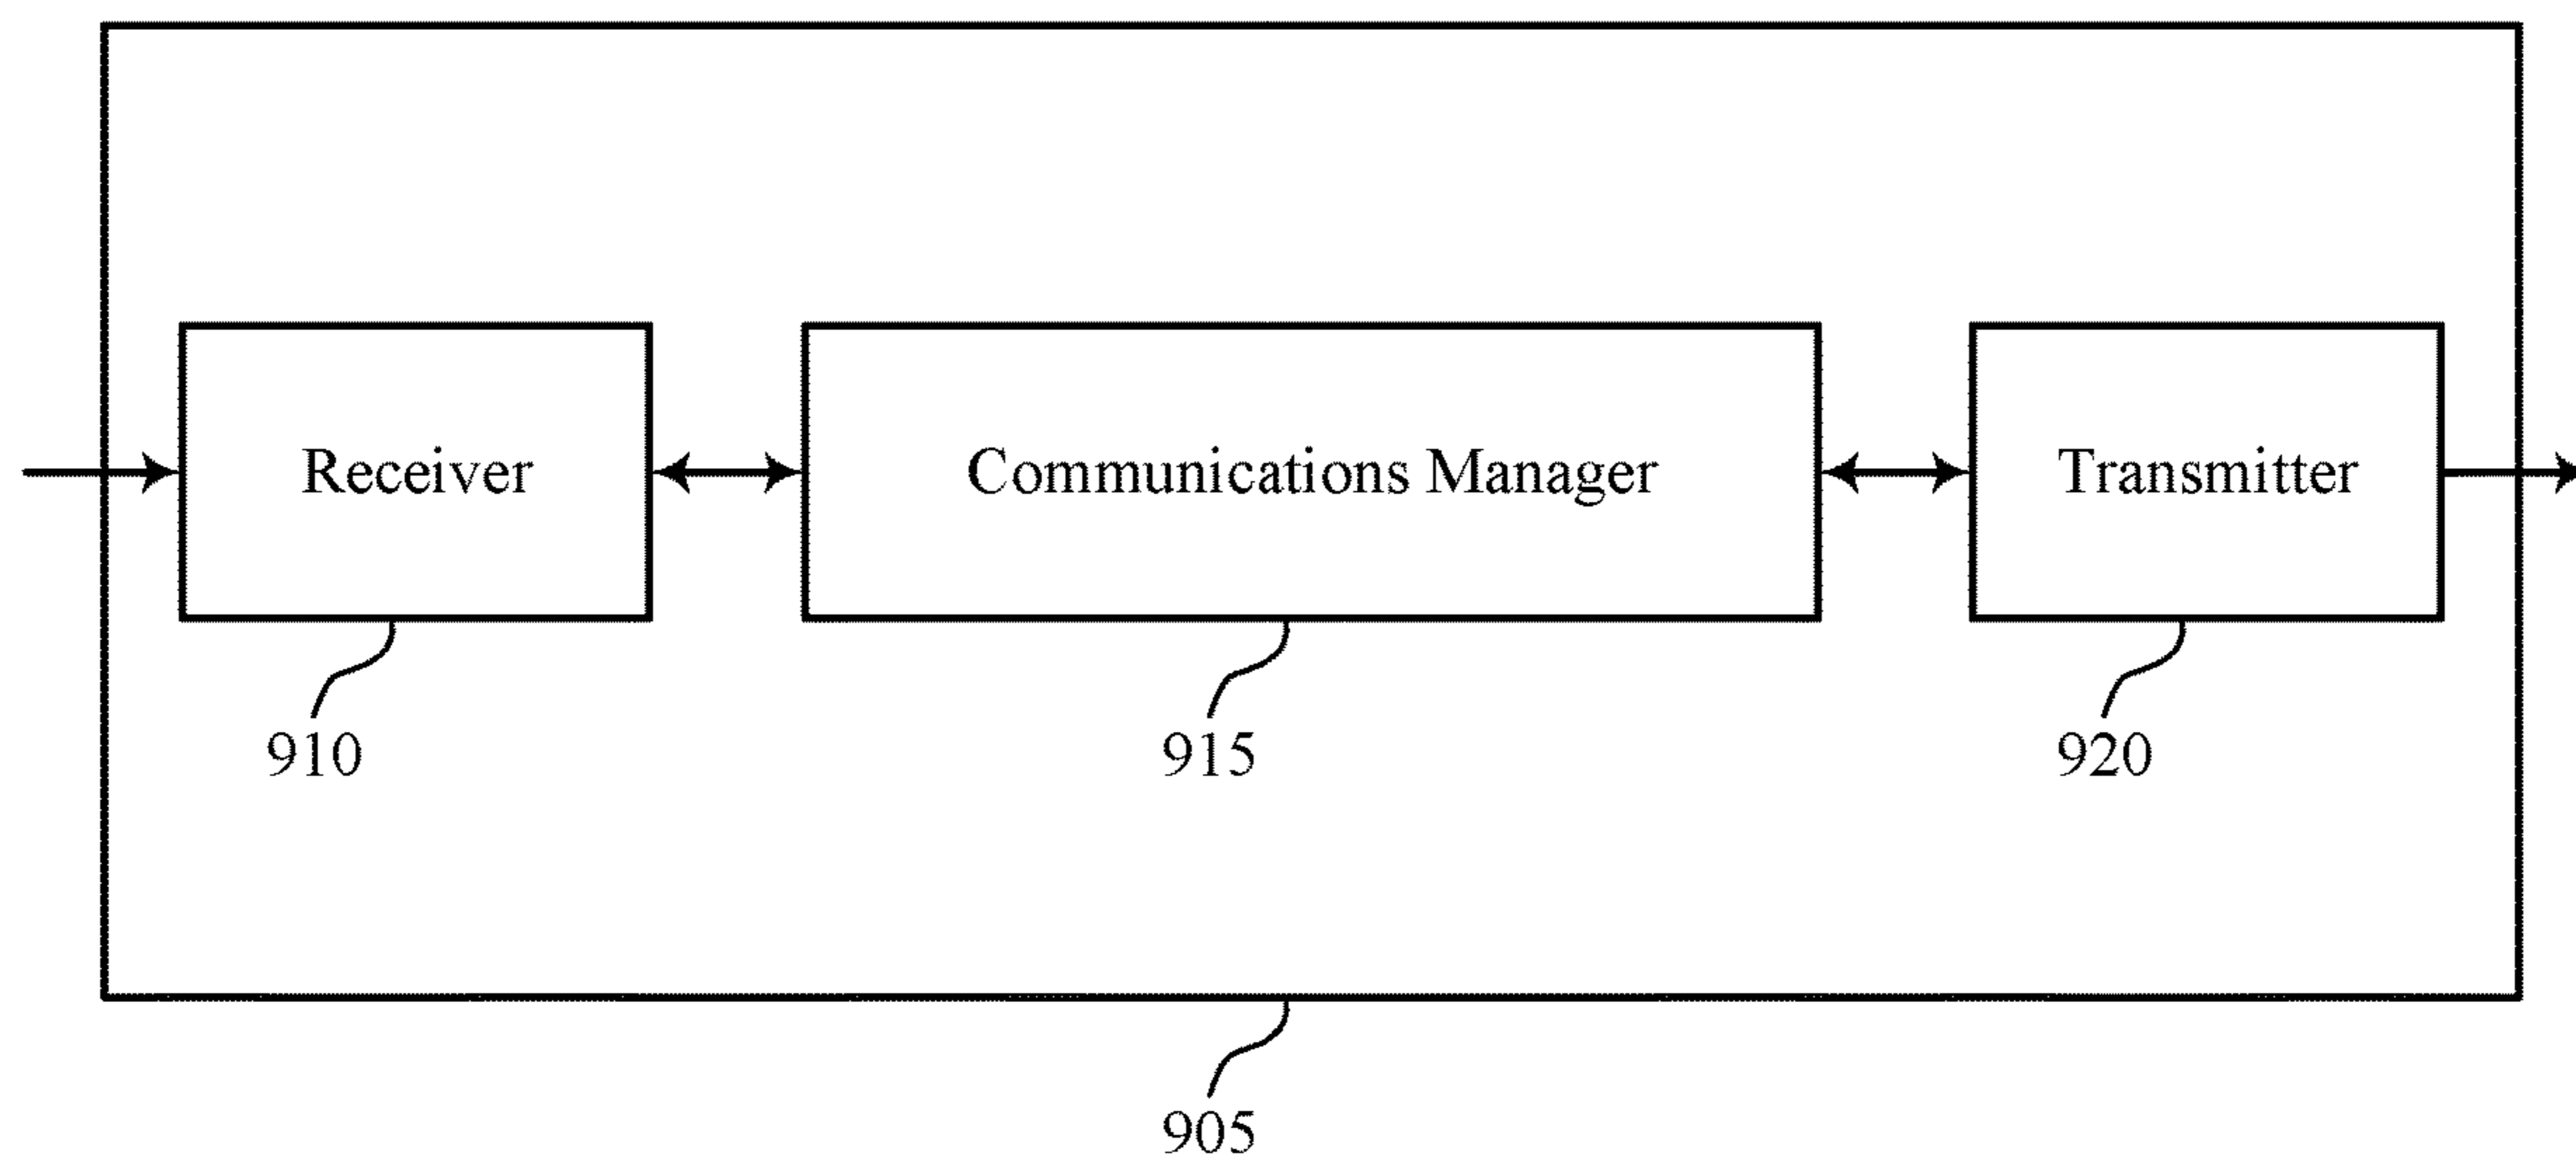 Receiver
Communications Manager
Transmitter
910
915
920
905